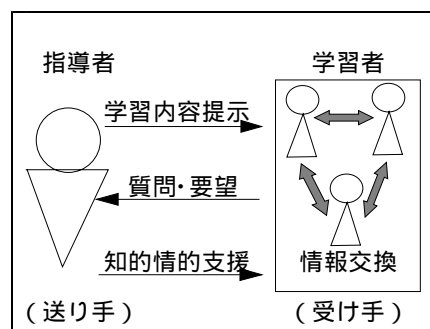 指導者
学習者
学習内容提示
質問・要望
知的情的支援
情報交換
(送り手)
(受け手)